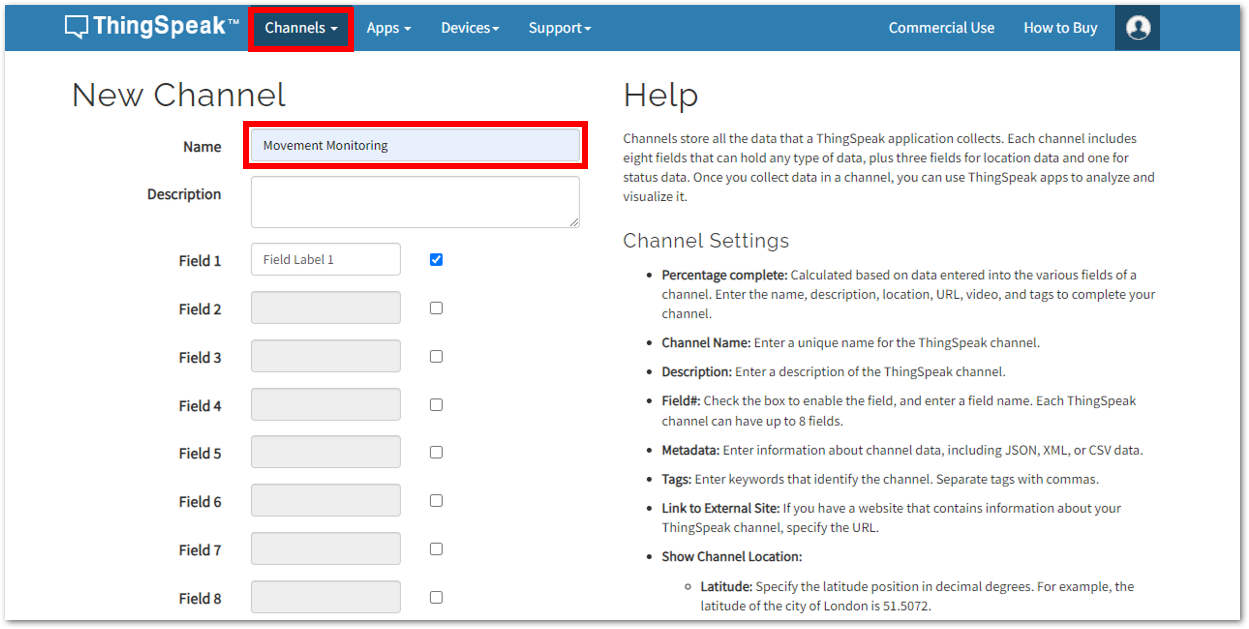 ThingSpeak™ Channels Apps Devices Support Commercial Use How to Buy
New Channel
Name Movement Monitoring
Description
Field 1 Field Label 1
Field 2
Field 3
Field 4
Field 5
Field 6
Field 7
Field 8
Help
Channels store all the data that a ThingSpeak application collects. Each channel includes
eight fields that can hold any type of data, plus three fields for location data and one for
status data. Once you collect data in a channel, you can use ThingSpeak apps to analyze and
visualize it.
Channel Settings
• Percentage complete: Calculated based on data entered into the various fields of a
channel. Enter the name, description, location, URL, video, and tags to complete your
channel.
• Channel Name: Enter a unique name for the ThingSpeak channel.
• Description: Enter a description of the ThingSpeak channel.
• Field#: Check the box to enable the field, and enter a field name. Each ThingSpeak
channel can have up to 8 fields.
• Metadata: Enter information about channel data, including JSON, XML, or CSV data.
• Tags: Enter keywords that identify the channel. Separate tags with commas.
• Link to External Site: If you have a website that contains information about your
ThingSpeak channel, specify the URL.
• Show Channel Location:
◦ Latitude: Specify the latitude position in decimal degrees. For example, the
latitude of the city of London is 51.5072.